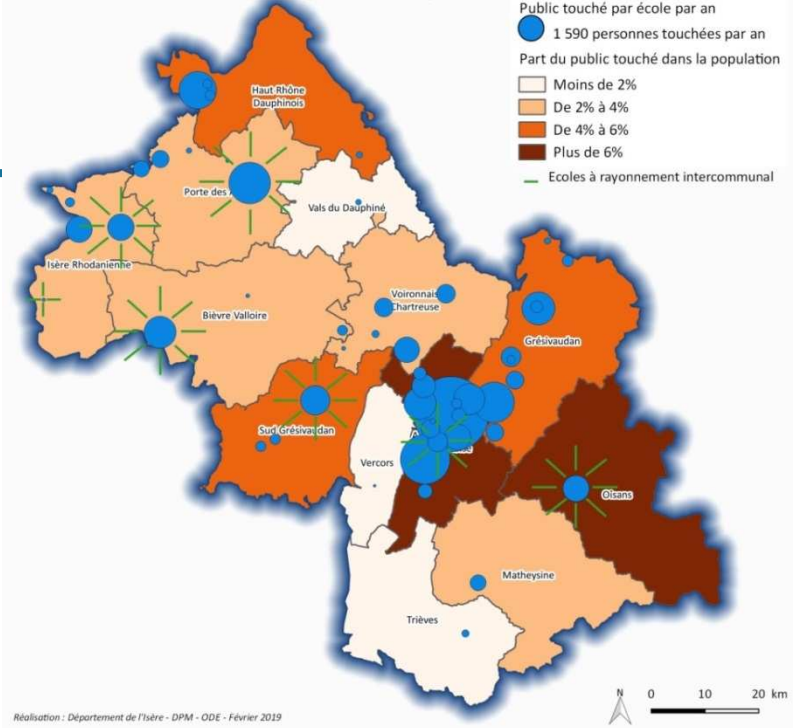 Public touché par école par an
1 590 personnes touchées par an
Part du public touché dans la population
Moins de 2%
De 2% à 4%
De 4% à 6%
Plus de 6%
Ecoles à rayonnement intercommunal
Haut Rhône
Dauphinois
Porte des
Vals du Dauphiné
Isère Rhodanienne
Bièvre Valloire
Voironnais
Chartreuse
Grésivaudan
Sud Grésivaudan
Vercors
Oisans
Matheysine
Trièves
N
0 10 20 km
Réalisation : Département de l'Isère - DPM - ODE - Février 2019